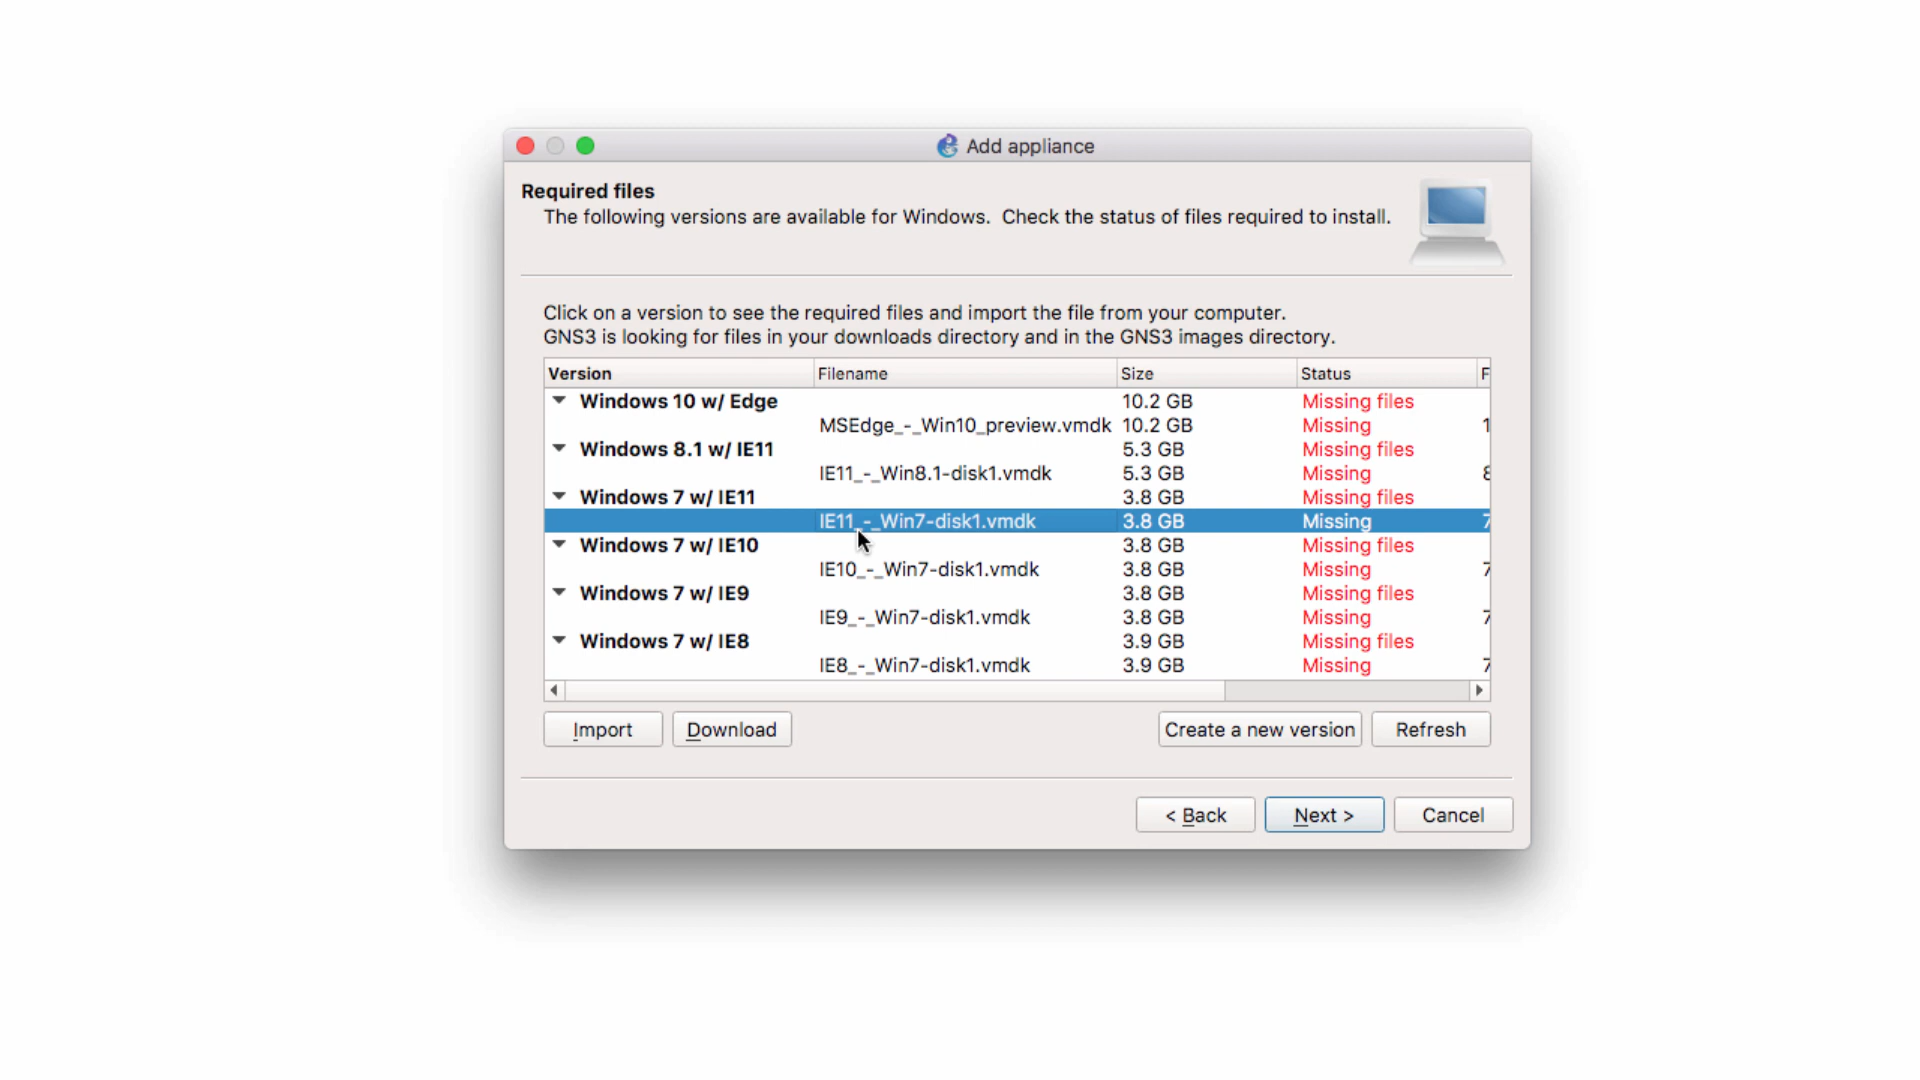 Add appliance
Required files
The following versions are available for Windows. Check the status of files required to install.
Click on a version to see the required files and import the file from your computer.
GNS3 is looking for files in your downloads directory and in the GNS3 images directory.
Version Filename Size Status F
Windows 10 w/ Edge 10.2 GB Missing files
MSEdge_-_Win10_preview.vmdk 10.2 GB Missing 1
Windows 8.1 w/ IE11 5.3 GB Missing files
IE11_-_Win8.1-disk1.vmdk 5.3 GB Missing 8
Windows 7 w/ IE11 3.8 GB Missing files
IE11_-_Win7-disk1.vmdk 3.8 GB Missing 7
Windows 7 w/ IE10 3.8 GB Missing files
IE10_-_Win7-disk1.vmdk 3.8 GB Missing 7
Windows 7 w/ IE9 3.8 GB Missing files
IE9_-_Win7-disk1.vmdk 3.8 GB Missing 7
Windows 7 w/ IE8 3.9 GB Missing files
IE8_-_Win7-disk1.vmdk 3.9 GB Missing 7
Import Download Create a new version Refresh
< Back Next > Cancel